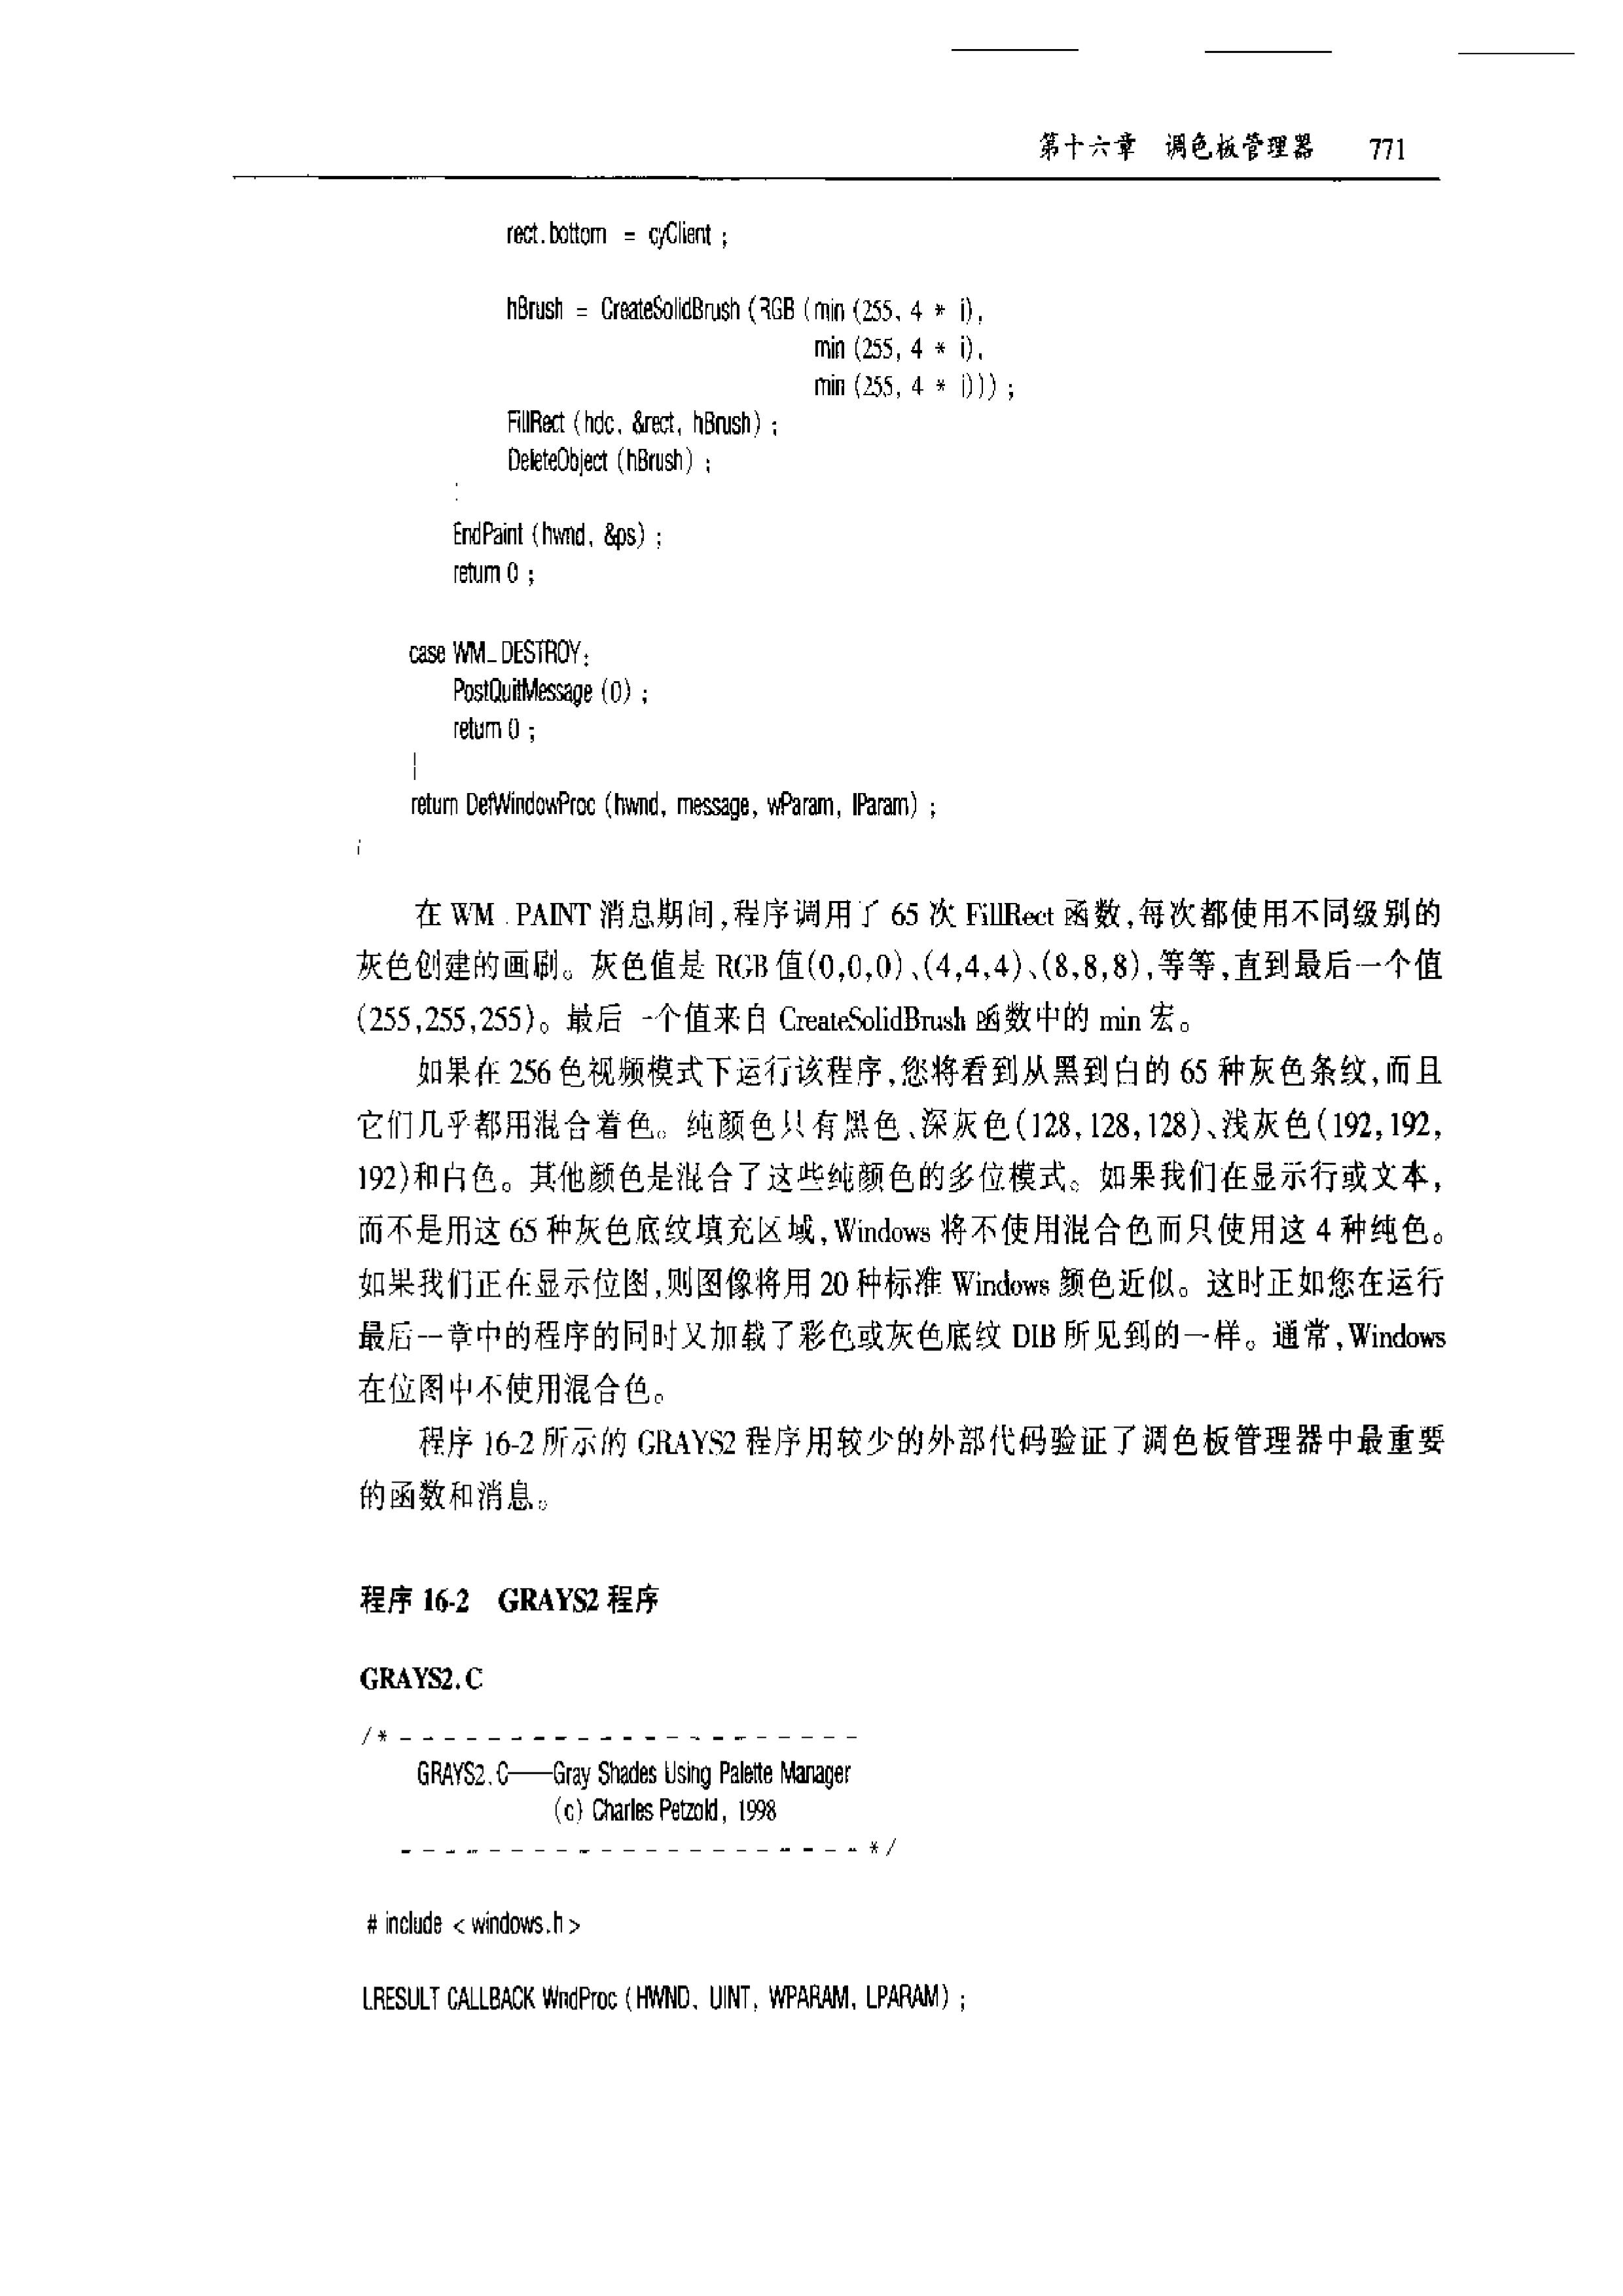 第十六章 调色板管理器 771
rect.bottom = cyClient ;
hBrush = CreateSolidBrush (RGB (min (255, 4 * i),
min (255, 4 * i),
min (255, 4 * i))) ;
FillRect (hdc, &rect, hBrush) ;
DeleteObject (hBrush) ;
}
EndPaint (hwnd, &ps) ;
return 0 ;
case WM_DESTROY:
PostQuitMessage (0) ;
return 0 ;
}
return DefWindowProc (hwnd, message, wParam, lParam) ;
}
在 WM_PAINT 消息期间,程序调用了 65 次 FillRect 函数,每次都使用不同级别的
灰色创建的画刷。灰色值是 RGB 值(0,0,0)、(4,4,4)、(8,8,8),等等,直到最后一个值
(255,255,255)。最后一个值来自 CreateSolidBrush 函数中的 min 宏。
如果在 256 色视频模式下运行该程序,您将看到从黑到白的 65 种灰色条纹,而且
它们几乎都用混合着色。纯颜色只有黑色、深灰色(128,128,128)、浅灰色(192,192,
192)和白色。其他颜色是混合了这些纯颜色的多位模式。如果我们在显示行或文本,
而不是用这 65 种灰色底纹填充区域,Windows 将不使用混合色而只使用这 4 种纯色。
如果我们正在显示位图,则图像将用 20 种标准 Windows 颜色近似。这时正如您在运行
最后一章中的程序的同时又加载了彩色或灰色底纹 DIB 所见到的一样。通常,Windows
在位图中不使用混合色。
程序 16-2 所示的 GRAYS2 程序用较少的外部代码验证了调色板管理器中最重要
的函数和消息。
程序 16-2 GRAYS2 程序
GRAYS2.C
/* - - - - - - - - - - - - - - - - - - - - -
GRAYS2.C——Gray Shades Using Palette Manager
(c) Charles Petzold, 1998
- - - - - - - - - - - - - - - - - - - - - */
# include < windows.h >
LRESULT CALLBACK WndProc (HWND, UINT, WPARAM, LPARAM) ;